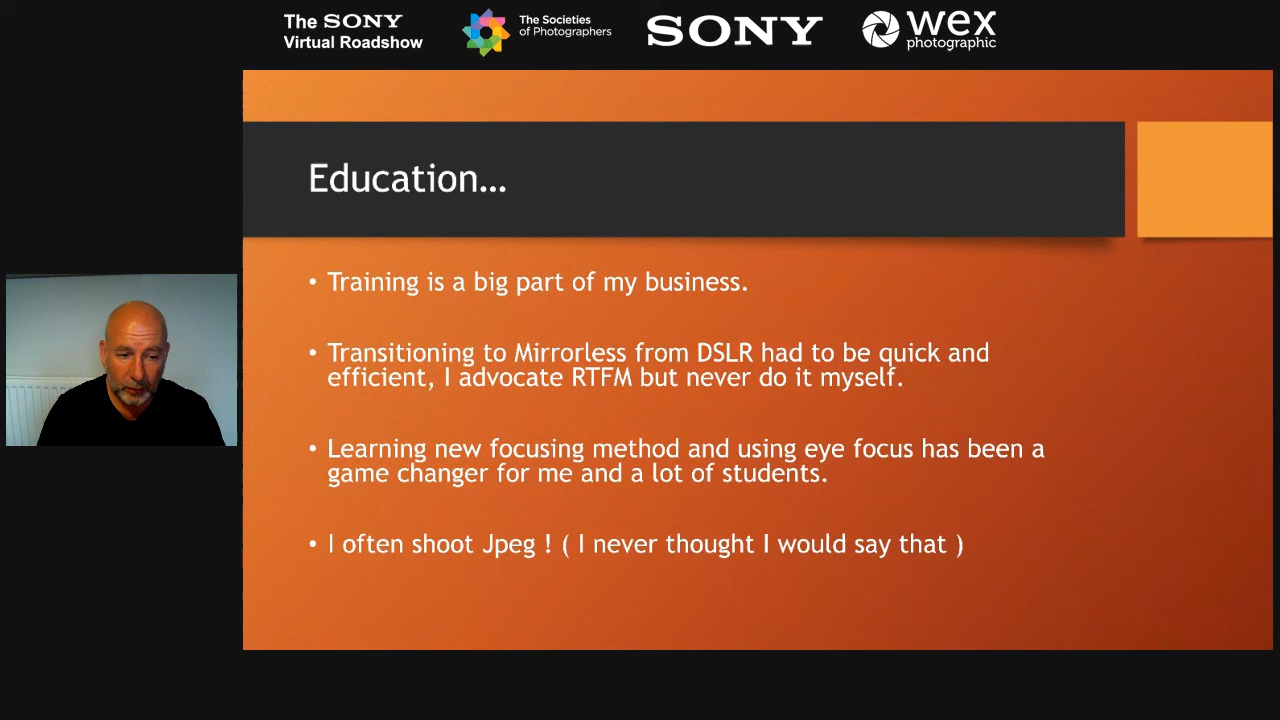 The SONY
Virtual Roadshow
The Societies
of Photographers
SONY
wex
photographic
Education...
• Training is a big part of my business.
• Transitioning to Mirrorless from DSLR had to be quick and
efficient, I advocate RTFM but never do it myself.
• Learning new focusing method and using eye focus has been a
game changer for me and a lot of students.
• I often shoot Jpeg ! ( I never thought I would say that )